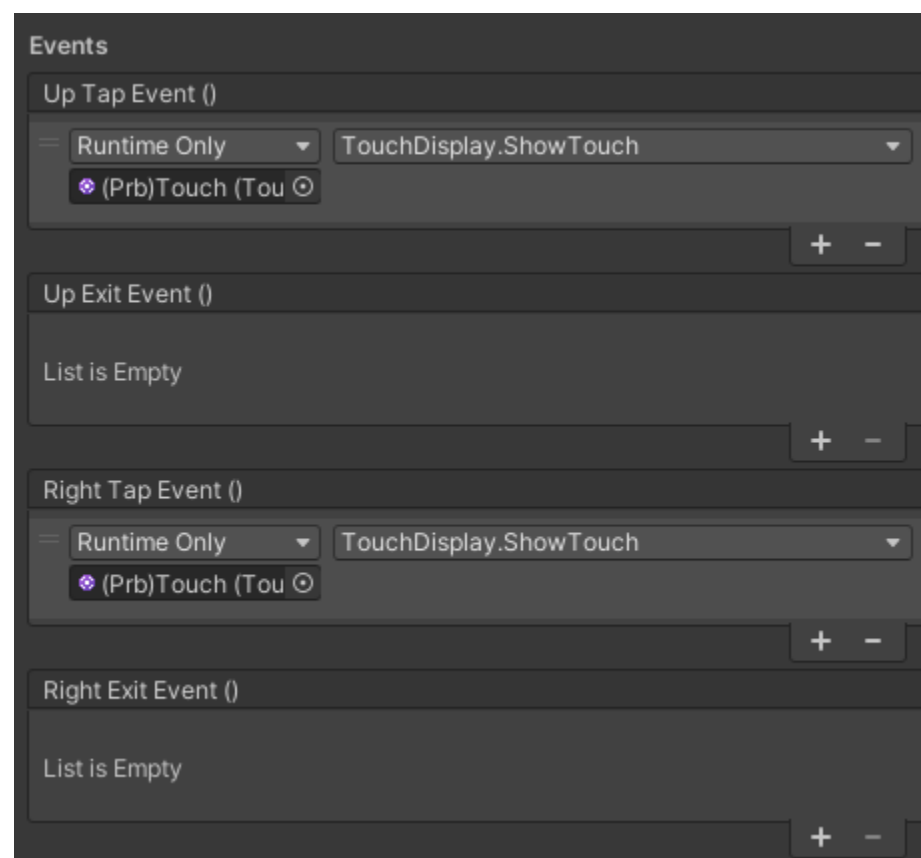 Events
Up Tap Event ()
Runtime Only TouchDisplay.ShowTouch
(Prb)Touch (Tou
+ -
Up Exit Event ()
List is Empty
+ -
Right Tap Event ()
Runtime Only TouchDisplay.ShowTouch
(Prb)Touch (Tou
+ -
Right Exit Event ()
List is Empty
+ -